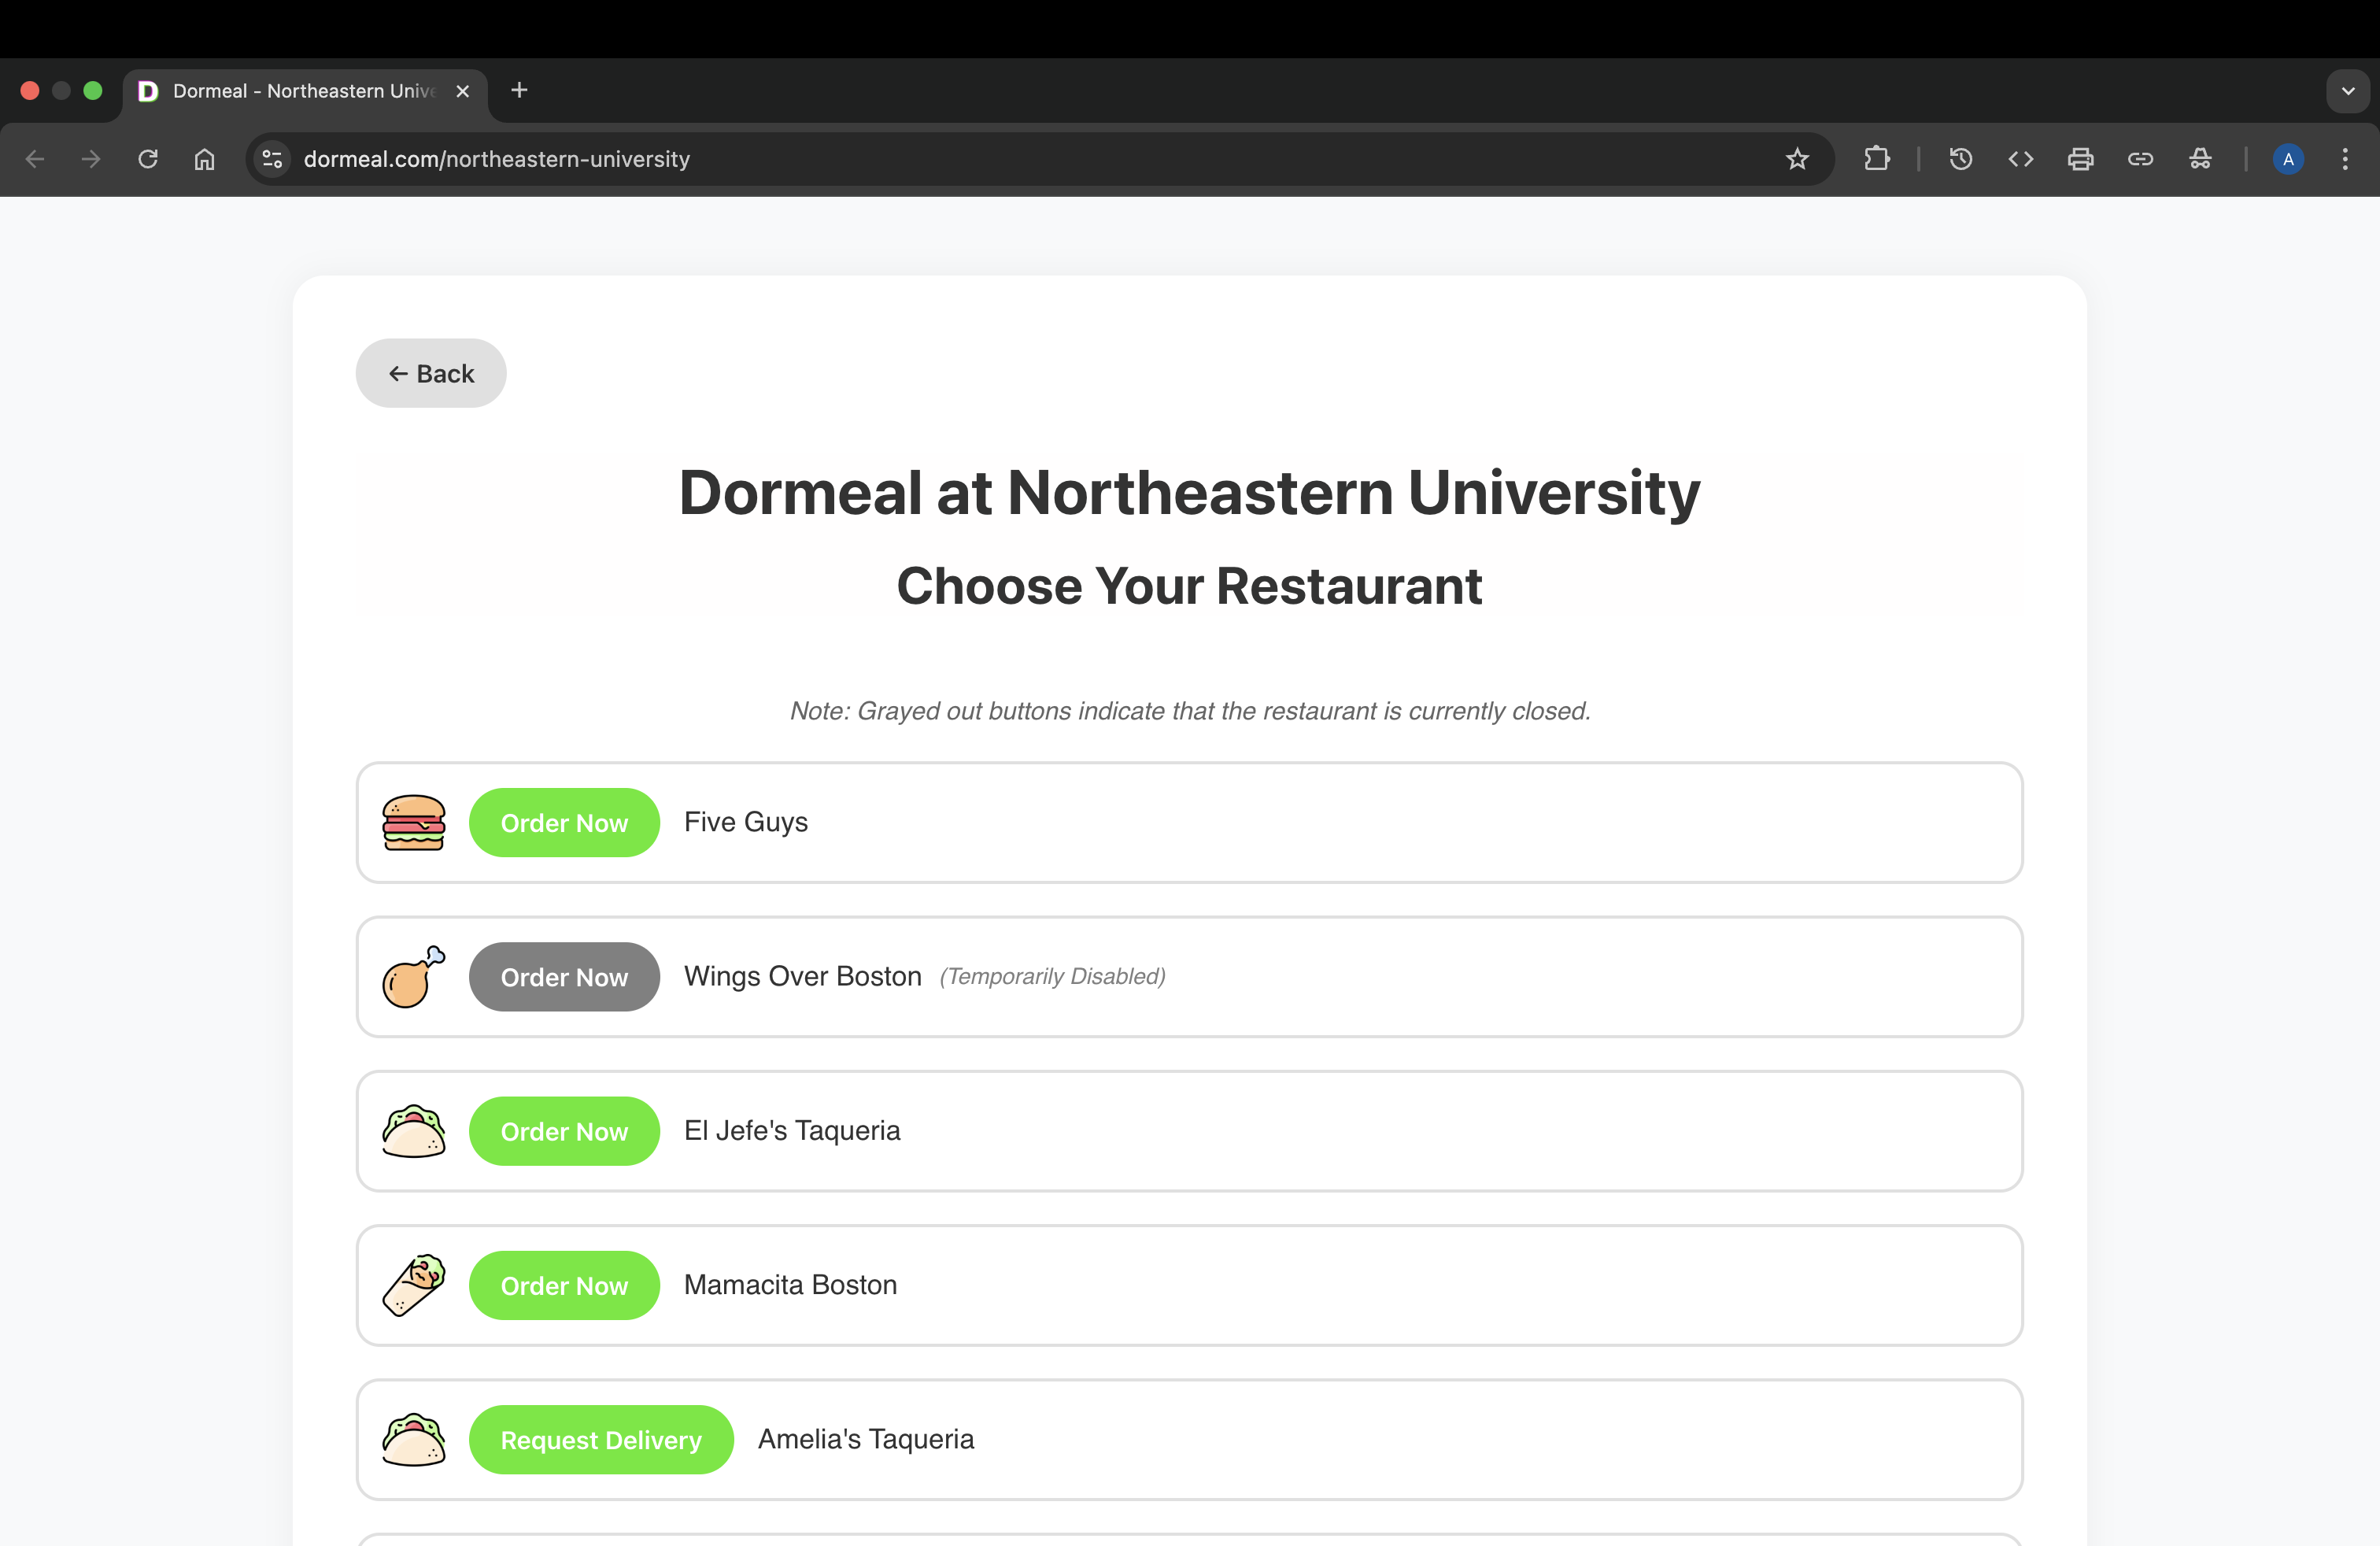 Dormeal - Northeastern Unive
dormeal.com/northeastern-university
A
← Back
Dormeal at Northeastern University
Choose Your Restaurant
Note: Grayed out buttons indicate that the restaurant is currently closed.
Order Now Five Guys
Order Now Wings Over Boston (Temporarily Disabled)
Order Now El Jefe's Taqueria
Order Now Mamacita Boston
Request Delivery Amelia's Taqueria